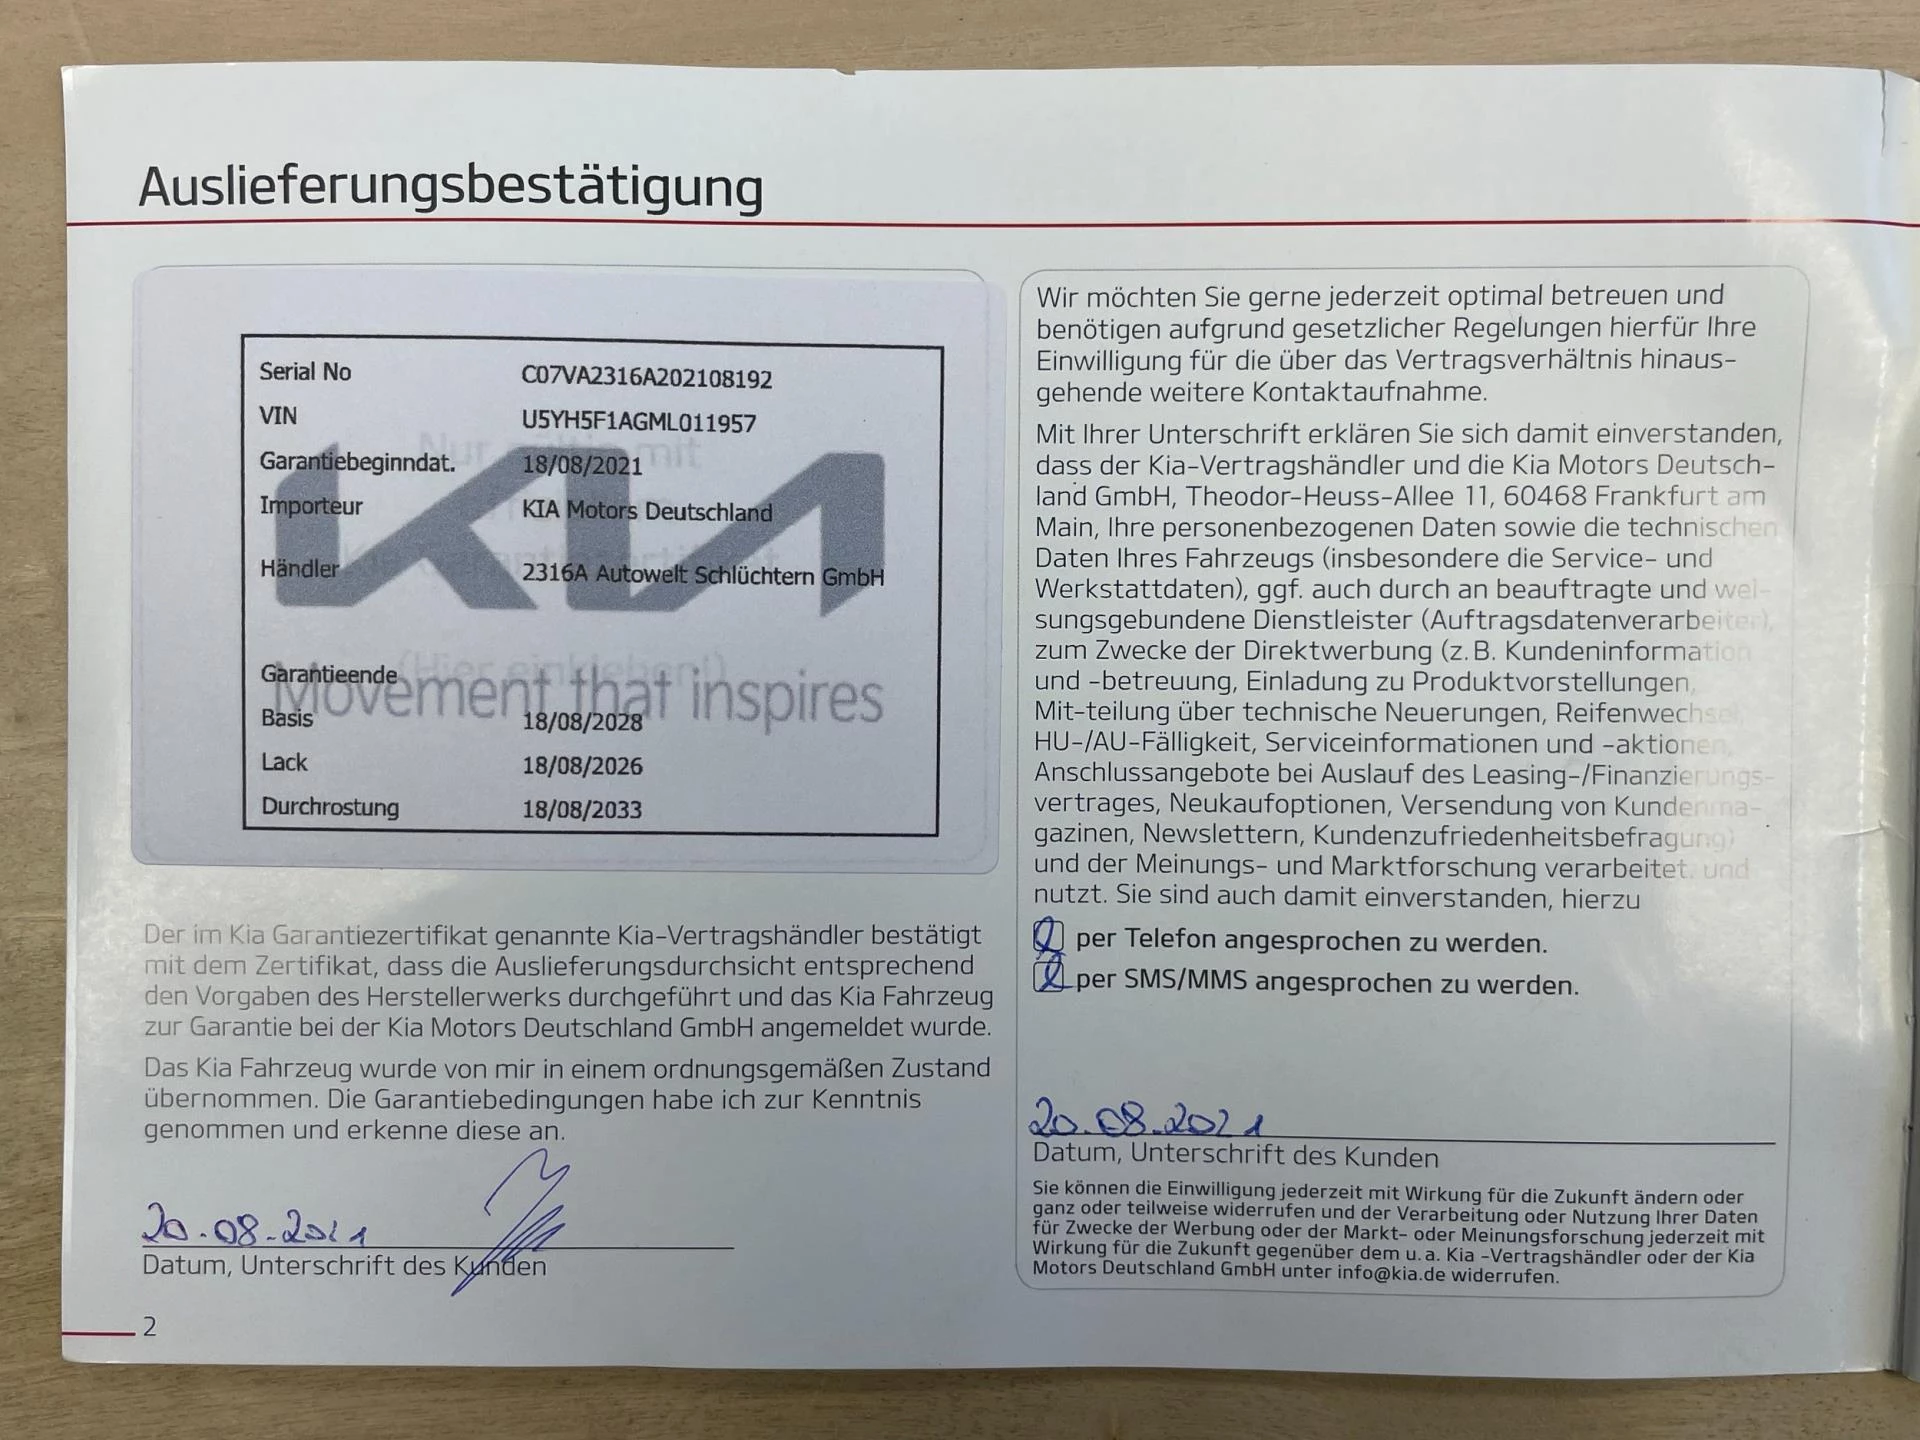 Auslieferungsbestätigung
Serial No C07VA2316A202108192
VIN U5YH5F1AGML011957
Garantiebeginndat. 18/08/2021
Importeur KIA Motors Deutschland
Händler 2316A Autowelt Schlüchtern GmbH
KIA
Movement that inspires
Garantieende
Basis 18/08/2028
Lack 18/08/2026
Durchrostung 18/08/2033
Der im Kia Garantiezertifikat genannte Kia-Vertragshändler bestätigt
mit dem Zertifikat, dass die Auslieferungsdurchsicht entsprechend
den Vorgaben des Herstellerwerks durchgeführt und das Kia Fahrzeug
zur Garantie bei der Kia Motors Deutschland GmbH angemeldet wurde.
Das Kia Fahrzeug wurde von mir in einem ordnungsgemäßen Zustand
übernommen. Die Garantiebedingungen habe ich zur Kenntnis
genommen und erkenne diese an.
20.08.2021
Datum, Unterschrift des Kunden
2
Wir möchten Sie gerne jederzeit optimal betreuen und
benötigen aufgrund gesetzlicher Regelungen hierfür Ihre
Einwilligung für die über das Vertragsverhältnis hinaus-
gehende weitere Kontaktaufnahme.
Mit Ihrer Unterschrift erklären Sie sich damit einverstanden,
dass der Kia-Vertragshändler und die Kia Motors Deutsch-
land GmbH, Theodor-Heuss-Allee 11, 60468 Frankfurt am
Main, Ihre personenbezogenen Daten sowie die technischen
Daten Ihres Fahrzeugs (insbesondere die Service- und
Werkstattdaten), ggf. auch durch an beauftragte und wei-
sungsgebundene Dienstleister (Auftragsdatenverarbeiter),
zum Zwecke der Direktwerbung (z. B. Kundeninformation
und -betreuung, Einladung zu Produktvorstellungen,
Mit-teilung über technische Neuerungen, Reifenwechsel,
HU-/AU-Fälligkeit, Serviceinformationen und -aktionen,
Anschlussangebote bei Auslauf des Leasing-/Finanzierungs-
vertrages, Neukaufoptionen, Versendung von Kundenma-
gazinen, Newslettern, Kundenzufriedenheitsbefragung)
und der Meinungs- und Marktforschung verarbeitet. und
nutzt. Sie sind auch damit einverstanden, hierzu
per Telefon angesprochen zu werden.
per SMS/MMS angesprochen zu werden.
20.08.2021
Datum, Unterschrift des Kunden
Sie können die Einwilligung jederzeit mit Wirkung für die Zukunft ändern oder
ganz oder teilweise widerrufen und der Verarbeitung oder Nutzung Ihrer Daten
für Zwecke der Werbung oder der Markt- oder Meinungsforschung jederzeit mit
Wirkung für die Zukunft gegenüber dem u. a. Kia -Vertragshändler oder der Kia
Motors Deutschland GmbH unter info@kia.de widerrufen.